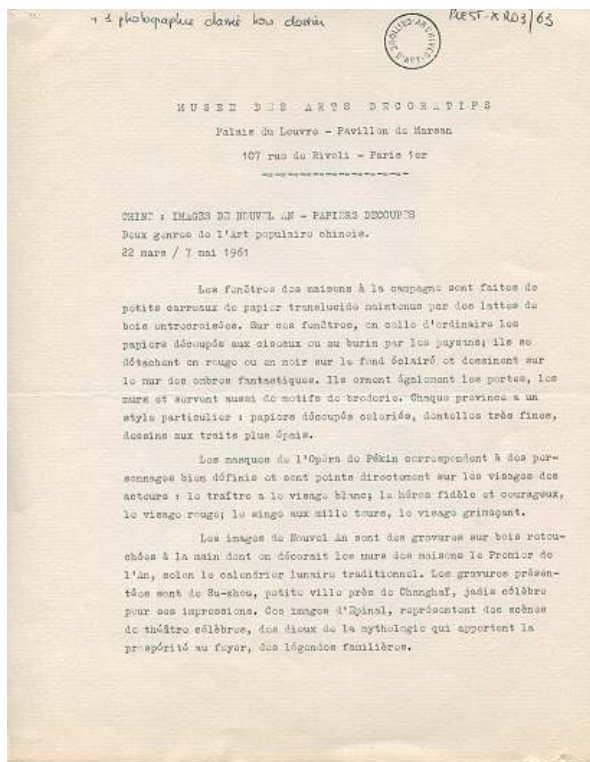 + 1 photographie classé hors dossier
PREST-XRD3/63
MUSEE DES ARTS DECORATIFS
Palais du Louvre - Pavillon de Marsan
107 rue de Rivoli - Paris 1er
CHINE : IMAGES DE NOUVEL AN - PAPIERS DECOUPES
Deux genres de l'Art populaire chinois.
22 mars / 7 mai 1961
Les fenêtres des maisons à la campagne sont faites de
petits carreaux de papier translucide maintenus par des lattes de
bois entrecroisées. Sur ces fenêtres, on colle d'ordinaire les
papiers découpés aux ciseaux ou au burin par les paysans; ils se
détachent en rouge ou en noir sur le fond éclairé et dessinent sur
le mur des ombres fantastiques. Ils ornent également les portes, les
murs et servent aussi de motifs de broderie. Chaque province a un
style particulier : papiers découpés coloriés, dentelles très fines,
dessins aux traits plus épais.
Les masques de l'Opéra de Pékin correspondent à des per-
sonnages bien définis et sont peints directement sur les visages des
acteurs : le traître a le visage blanc; le héros fidèle et courageux,
le visage rouge; le singe aux mille tours, le visage grimaçant.
Les images de Nouvel An sont des gravures sur bois retou-
chées à la main dont on décorait les murs des maisons le Premier de
l'An, selon le calendrier lunaire traditionnel. Les gravures présen-
tées sont de Su-zhou, petite ville près de Changhaï, jadis célèbre
pour ses impressions. Ces images d'Epinal, représentent des scènes
de théâtre célèbres, des dieux de la mythologie qui apportent la
prospérité au foyer, des légendes familières.